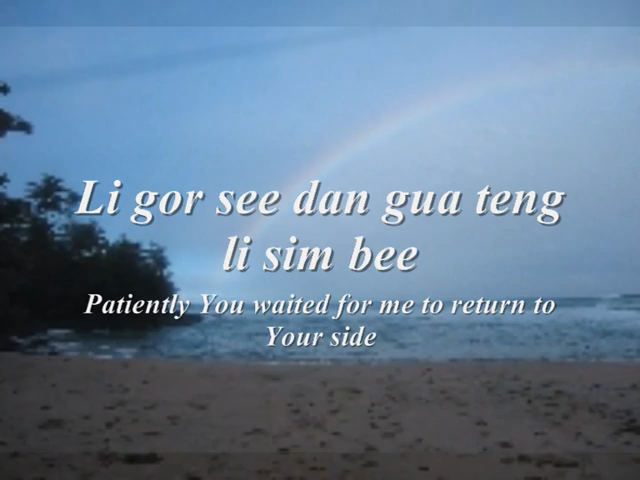 Li gor see dan gua teng
li sim bee
Patiently You waited for me to return to
Your side